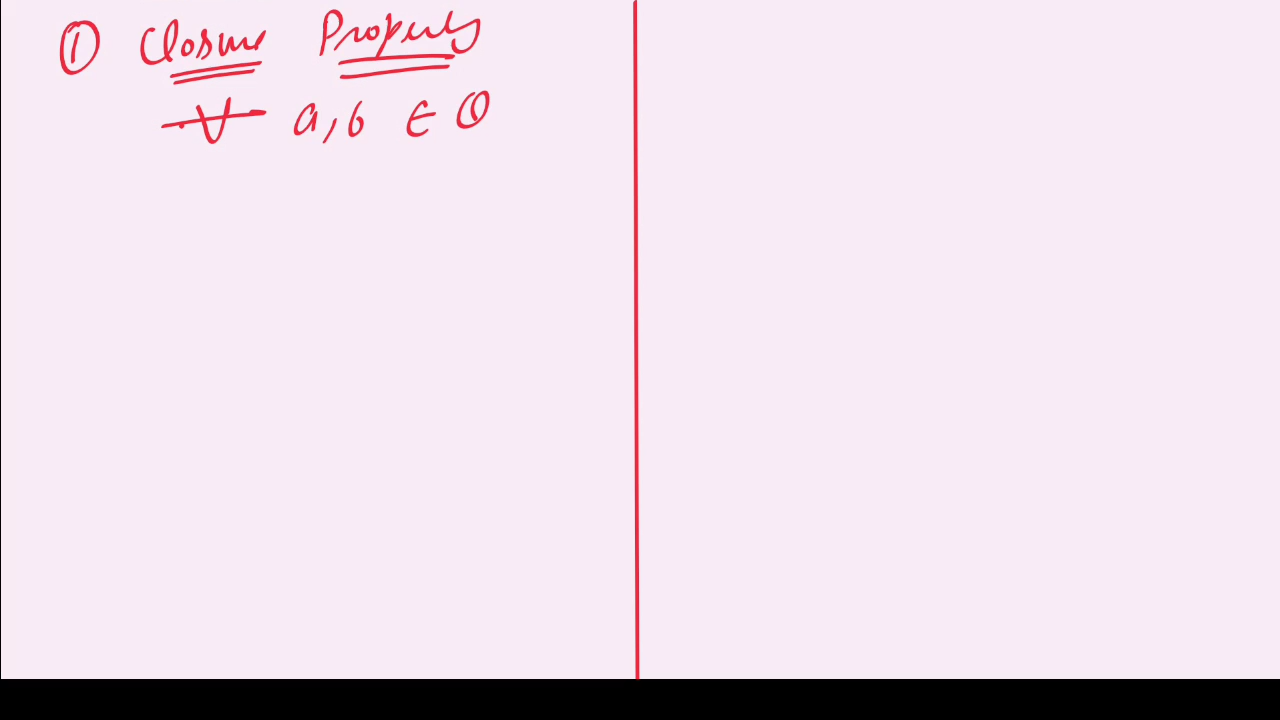 ① Closure Property
∀ a, b ∈ Q